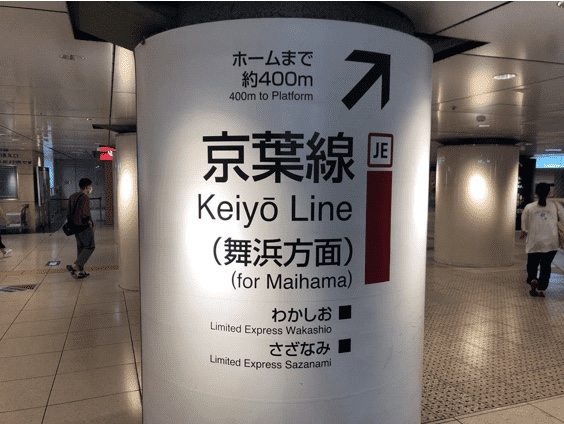 ホームまで
約400m
400m to Platform
京葉線
JE
Keiyō Line
(舞浜方面)
(for Maihama)
わかしお
Limited Express Wakashio
さざなみ
Limited Express Sazanami